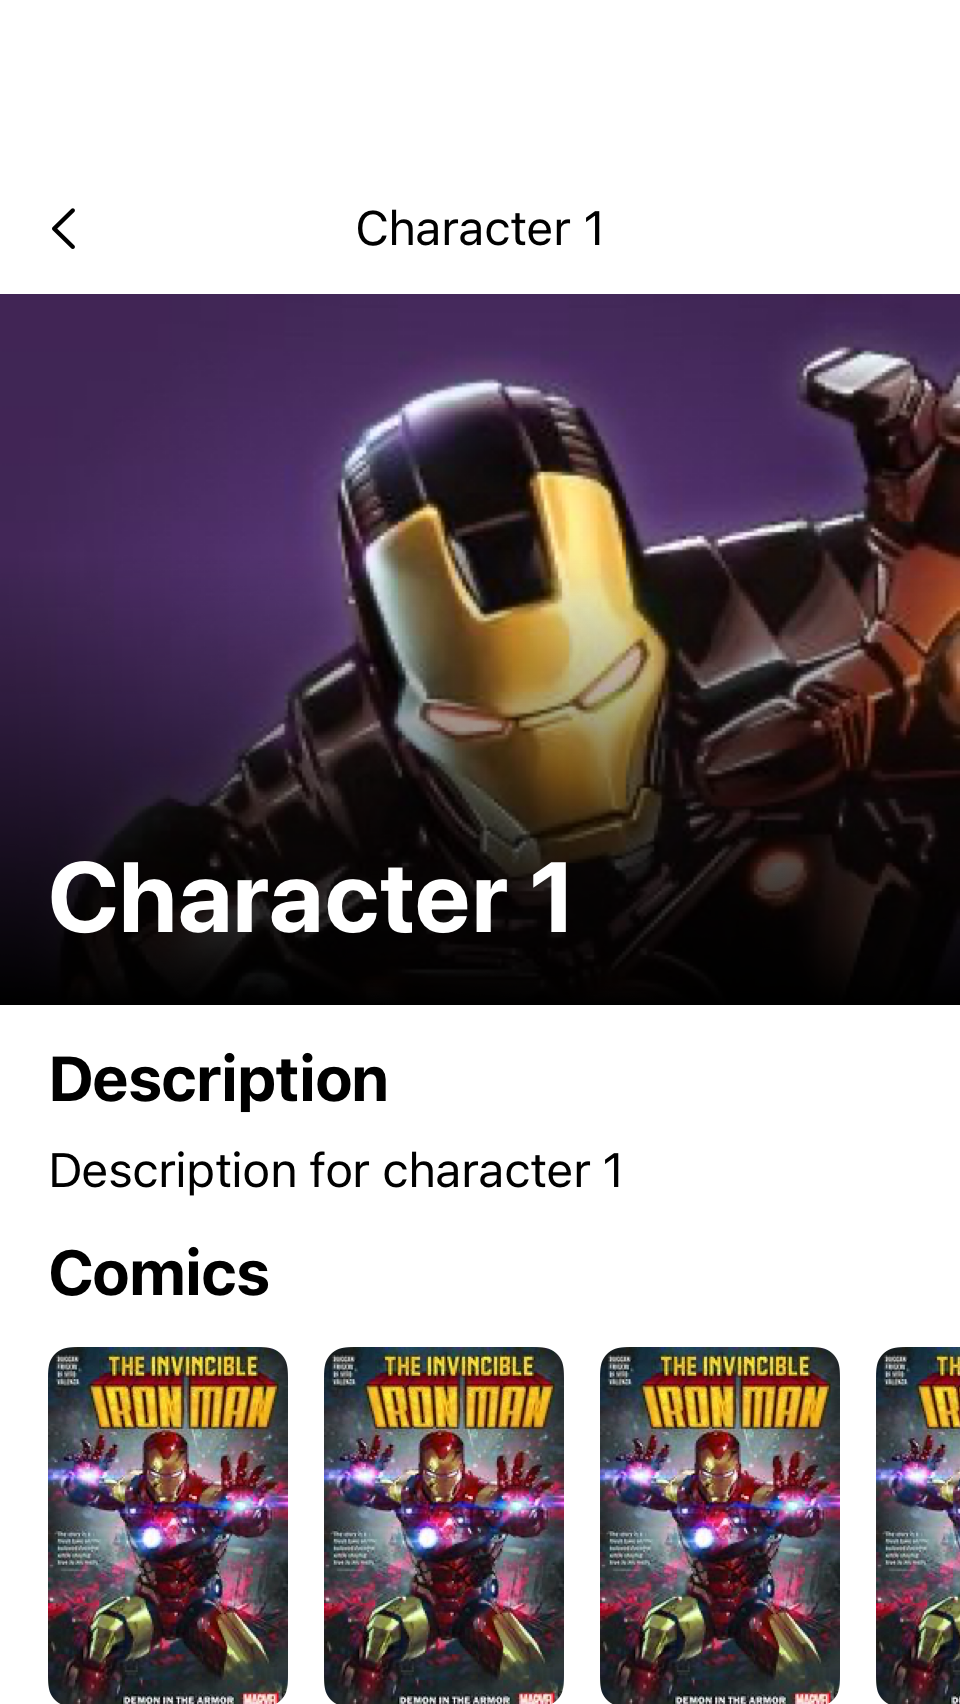 Character 1
Character 1
Description
Description for character 1
Comics
DUGGAN
FRIGERI
DI VITO
VALENZA
THE INVINCIBLE
IRON MAN
DEMON IN THE ARMOR
MARVEL
DUGGAN
FRIGERI
DI VITO
VALENZA
THE INVINCIBLE
IRON MAN
DEMON IN THE ARMOR
MARVEL
DUGGAN
FRIGERI
DI VITO
VALENZA
THE INVINCIBLE
IRON MAN
DEMON IN THE ARMOR
MARVEL
DUGGAN
FRIGERI
DI VITO
VALENZA
TH
IR